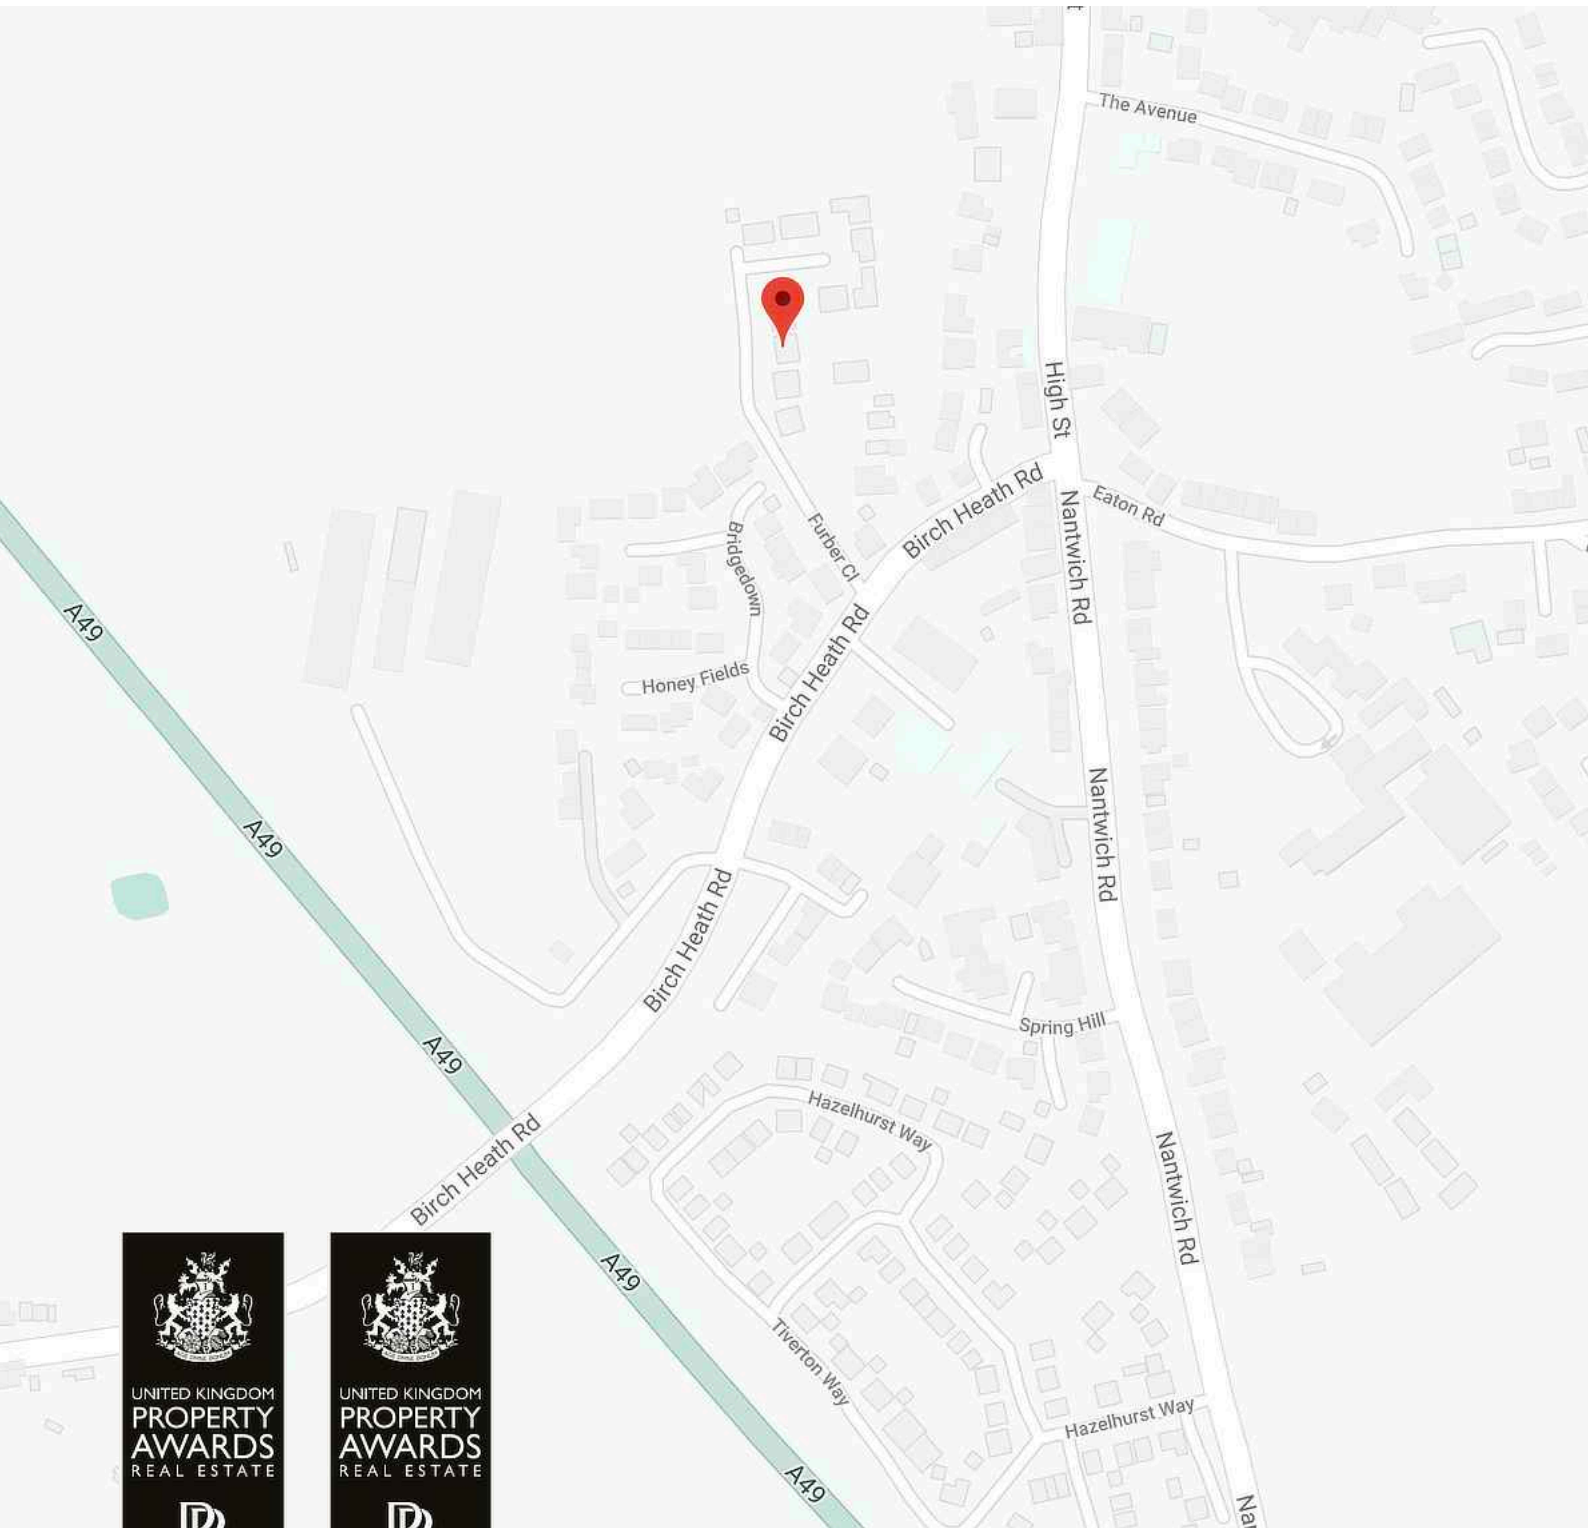 The Avenue
High St
Birch Heath Rd
Eaton Rd
Nantwich Rd
Furber Cl
Bridgedown
A49
Birch Heath Rd
Honey Fields
Nantwich Rd
A49
Birch Heath Rd
Spring Hill
A49
Hazelhurst Way
Birch Heath Rd
Nantwich Rd
A49
Tiverton Way
Hazelhurst Way
A49
UNITED KINGDOM
PROPERTY
AWARDS
REAL ESTATE
UNITED KINGDOM
PROPERTY
AWARDS
REAL ESTATE